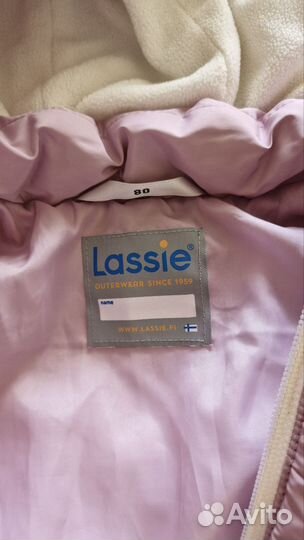 80
Lassie®
OUTERWEAR SINCE 1959
name
WWW.LASSIE.FI
Avito